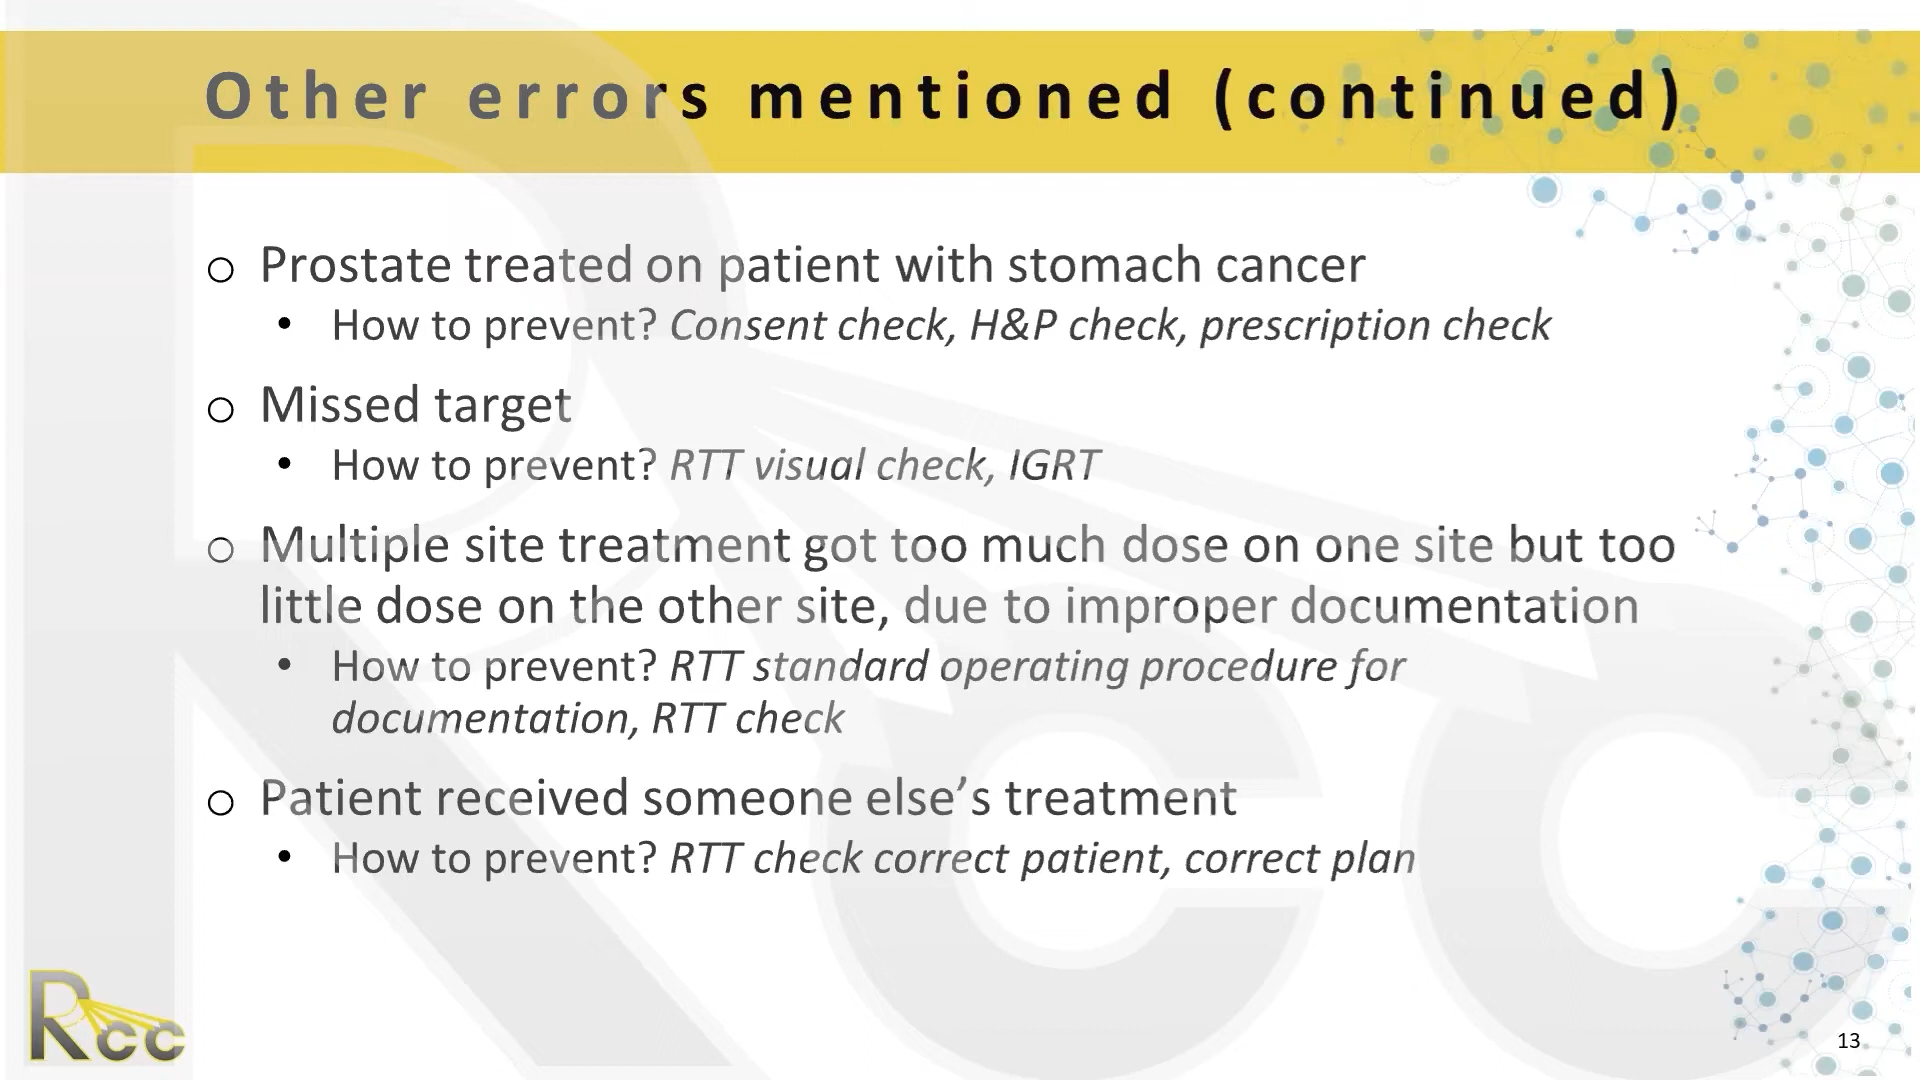 Other errors mentioned (continued)
o Prostate treated on patient with stomach cancer
• How to prevent? Consent check, H&P check, prescription check
o Missed target
• How to prevent? RTT visual check, IGRT
o Multiple site treatment got too much dose on one site but too
little dose on the other site, due to improper documentation
• How to prevent? RTT standard operating procedure for
documentation, RTT check
o Patient received someone else’s treatment
• How to prevent? RTT check correct patient, correct plan
Rcc
13